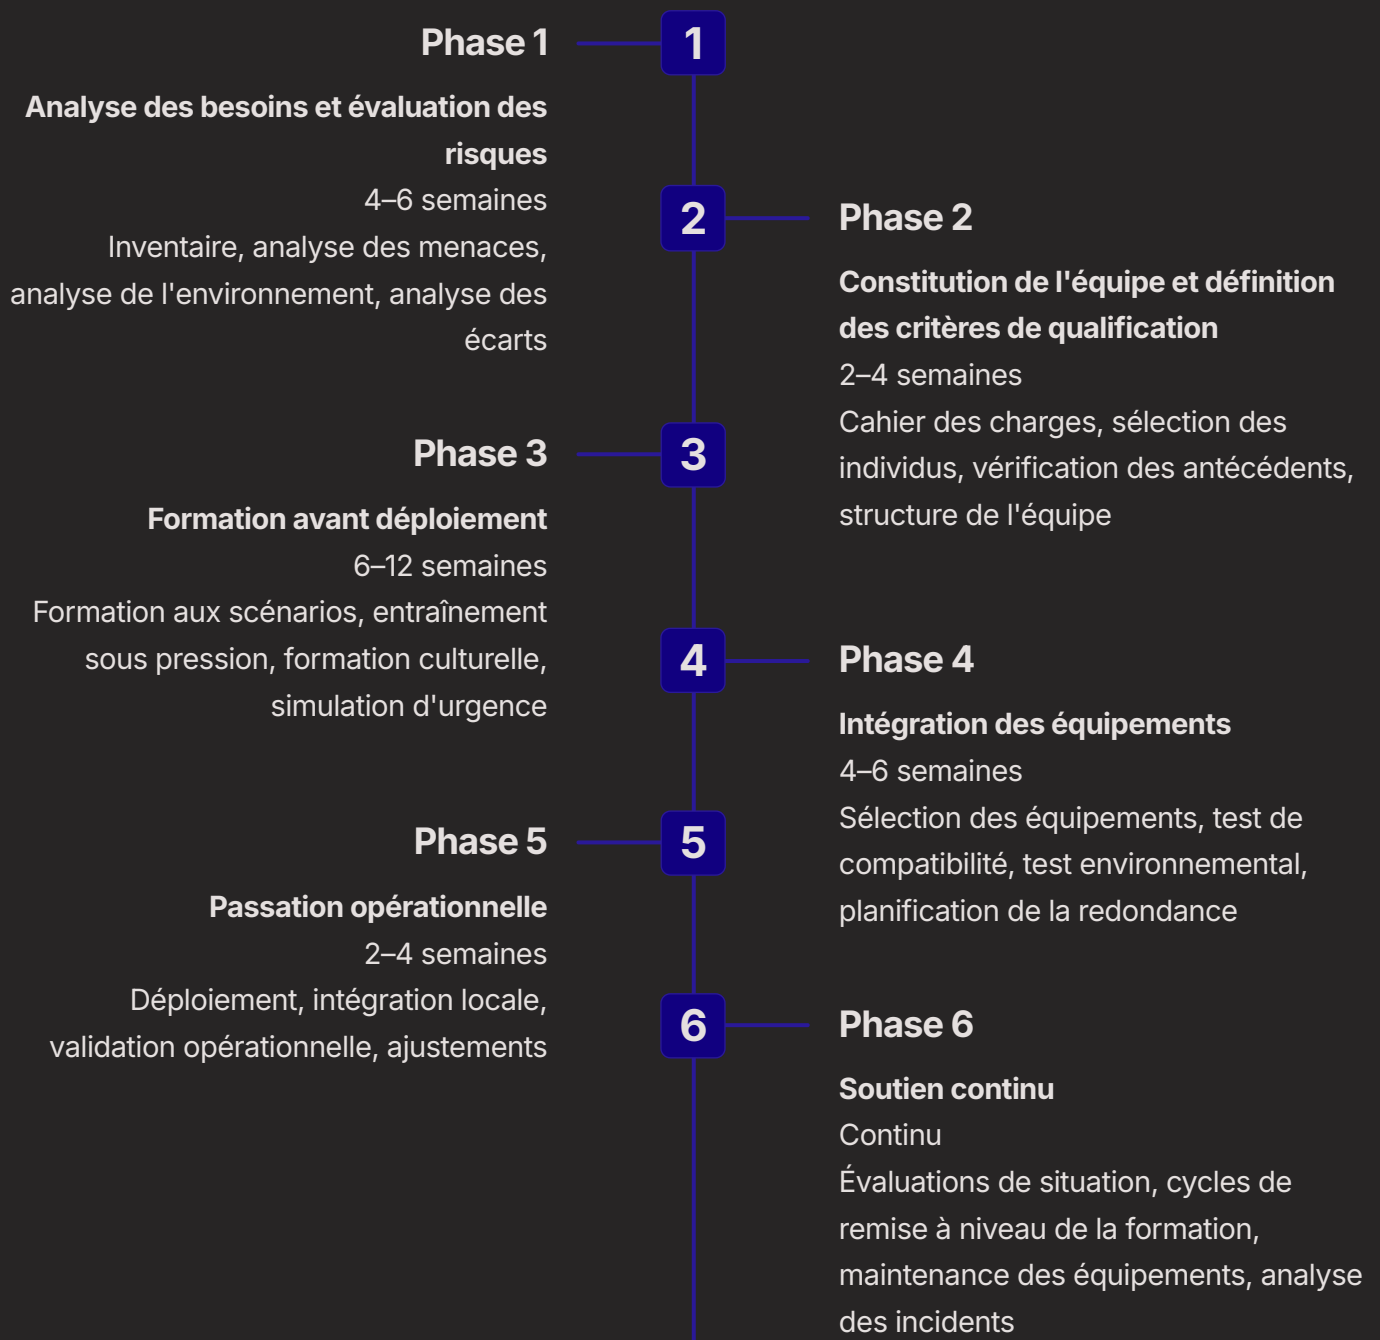 Phase 1
1
Analyse des besoins et évaluation des
risques
4–6 semaines
Inventaire, analyse des menaces,
analyse de l'environnement, analyse des
écarts
2
Phase 2
Constitution de l'équipe et définition
des critères de qualification
2–4 semaines
Cahier des charges, sélection des
individus, vérification des antécédents,
structure de l'équipe
Phase 3
3
Formation avant déploiement
6–12 semaines
Formation aux scénarios, entraînement
sous pression, formation culturelle,
simulation d'urgence
4
Phase 4
Intégration des équipements
4–6 semaines
Sélection des équipements, test de
compatibilité, test environnemental,
planification de la redondance
Phase 5
5
Passation opérationnelle
2–4 semaines
Déploiement, intégration locale,
validation opérationnelle, ajustements
6
Phase 6
Soutien continu
Continu
Évaluations de situation, cycles de
remise à niveau de la formation,
maintenance des équipements, analyse
des incidents